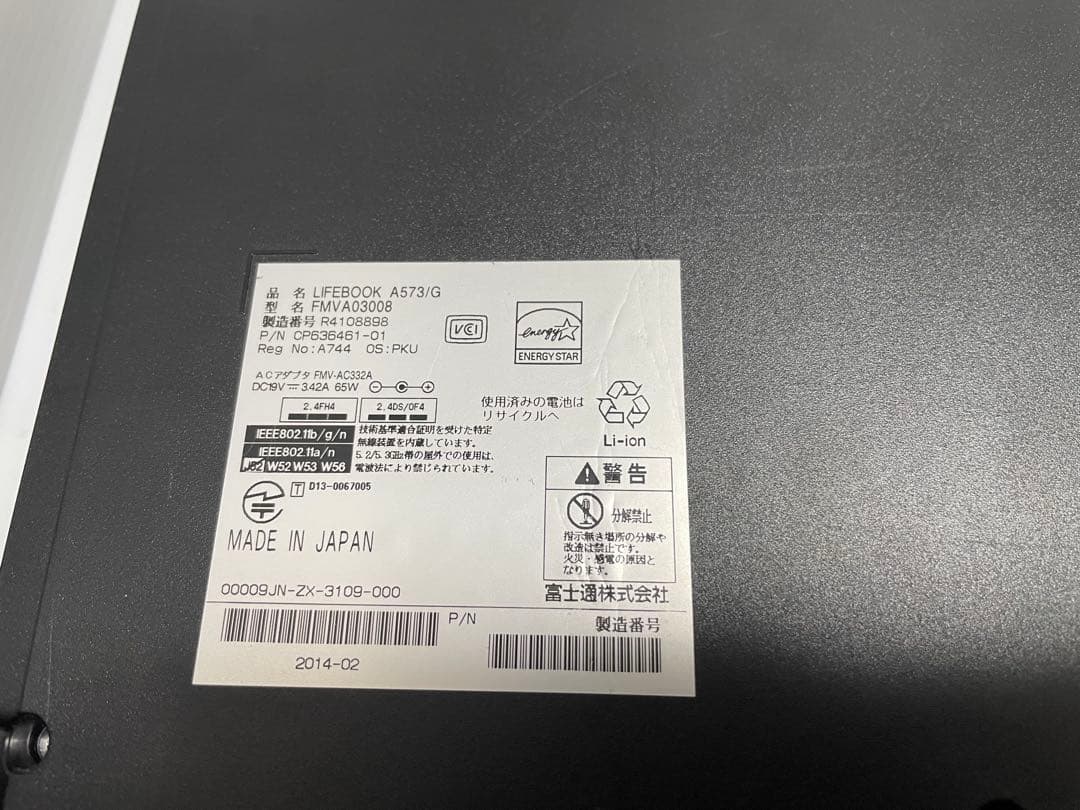 品 名 LIFEBOOK A573/G
型 名 FMVA03008
製造番号 R4108898
P/N CP636461-01
Reg No:A744 OS:PKU
VCCI
energy
ENERGY STAR
ACアダプタ FMV-AC332A
DC19V 3.42A 65W
2.4FH4
2.4DS/OF4
IEEE802.11b/g/n
IEEE802.11a/n
J52 W52 W53 W56
技術基準適合証明を受けた特定
無線装置を内蔵しています。
5.2/5.3GHz帯の屋外での使用は、
電波法により禁じられています。
使用済みの電池は
リサイクルへ
Li-ion
T D13-0067005
MADE IN JAPAN
警告
分解禁止
指示無き場所の分解や
改造は禁止です。
火災・感電の原因と
なります。
00009JN-ZX-3109-000
富士通株式会社
P/N
製造番号
2014-02